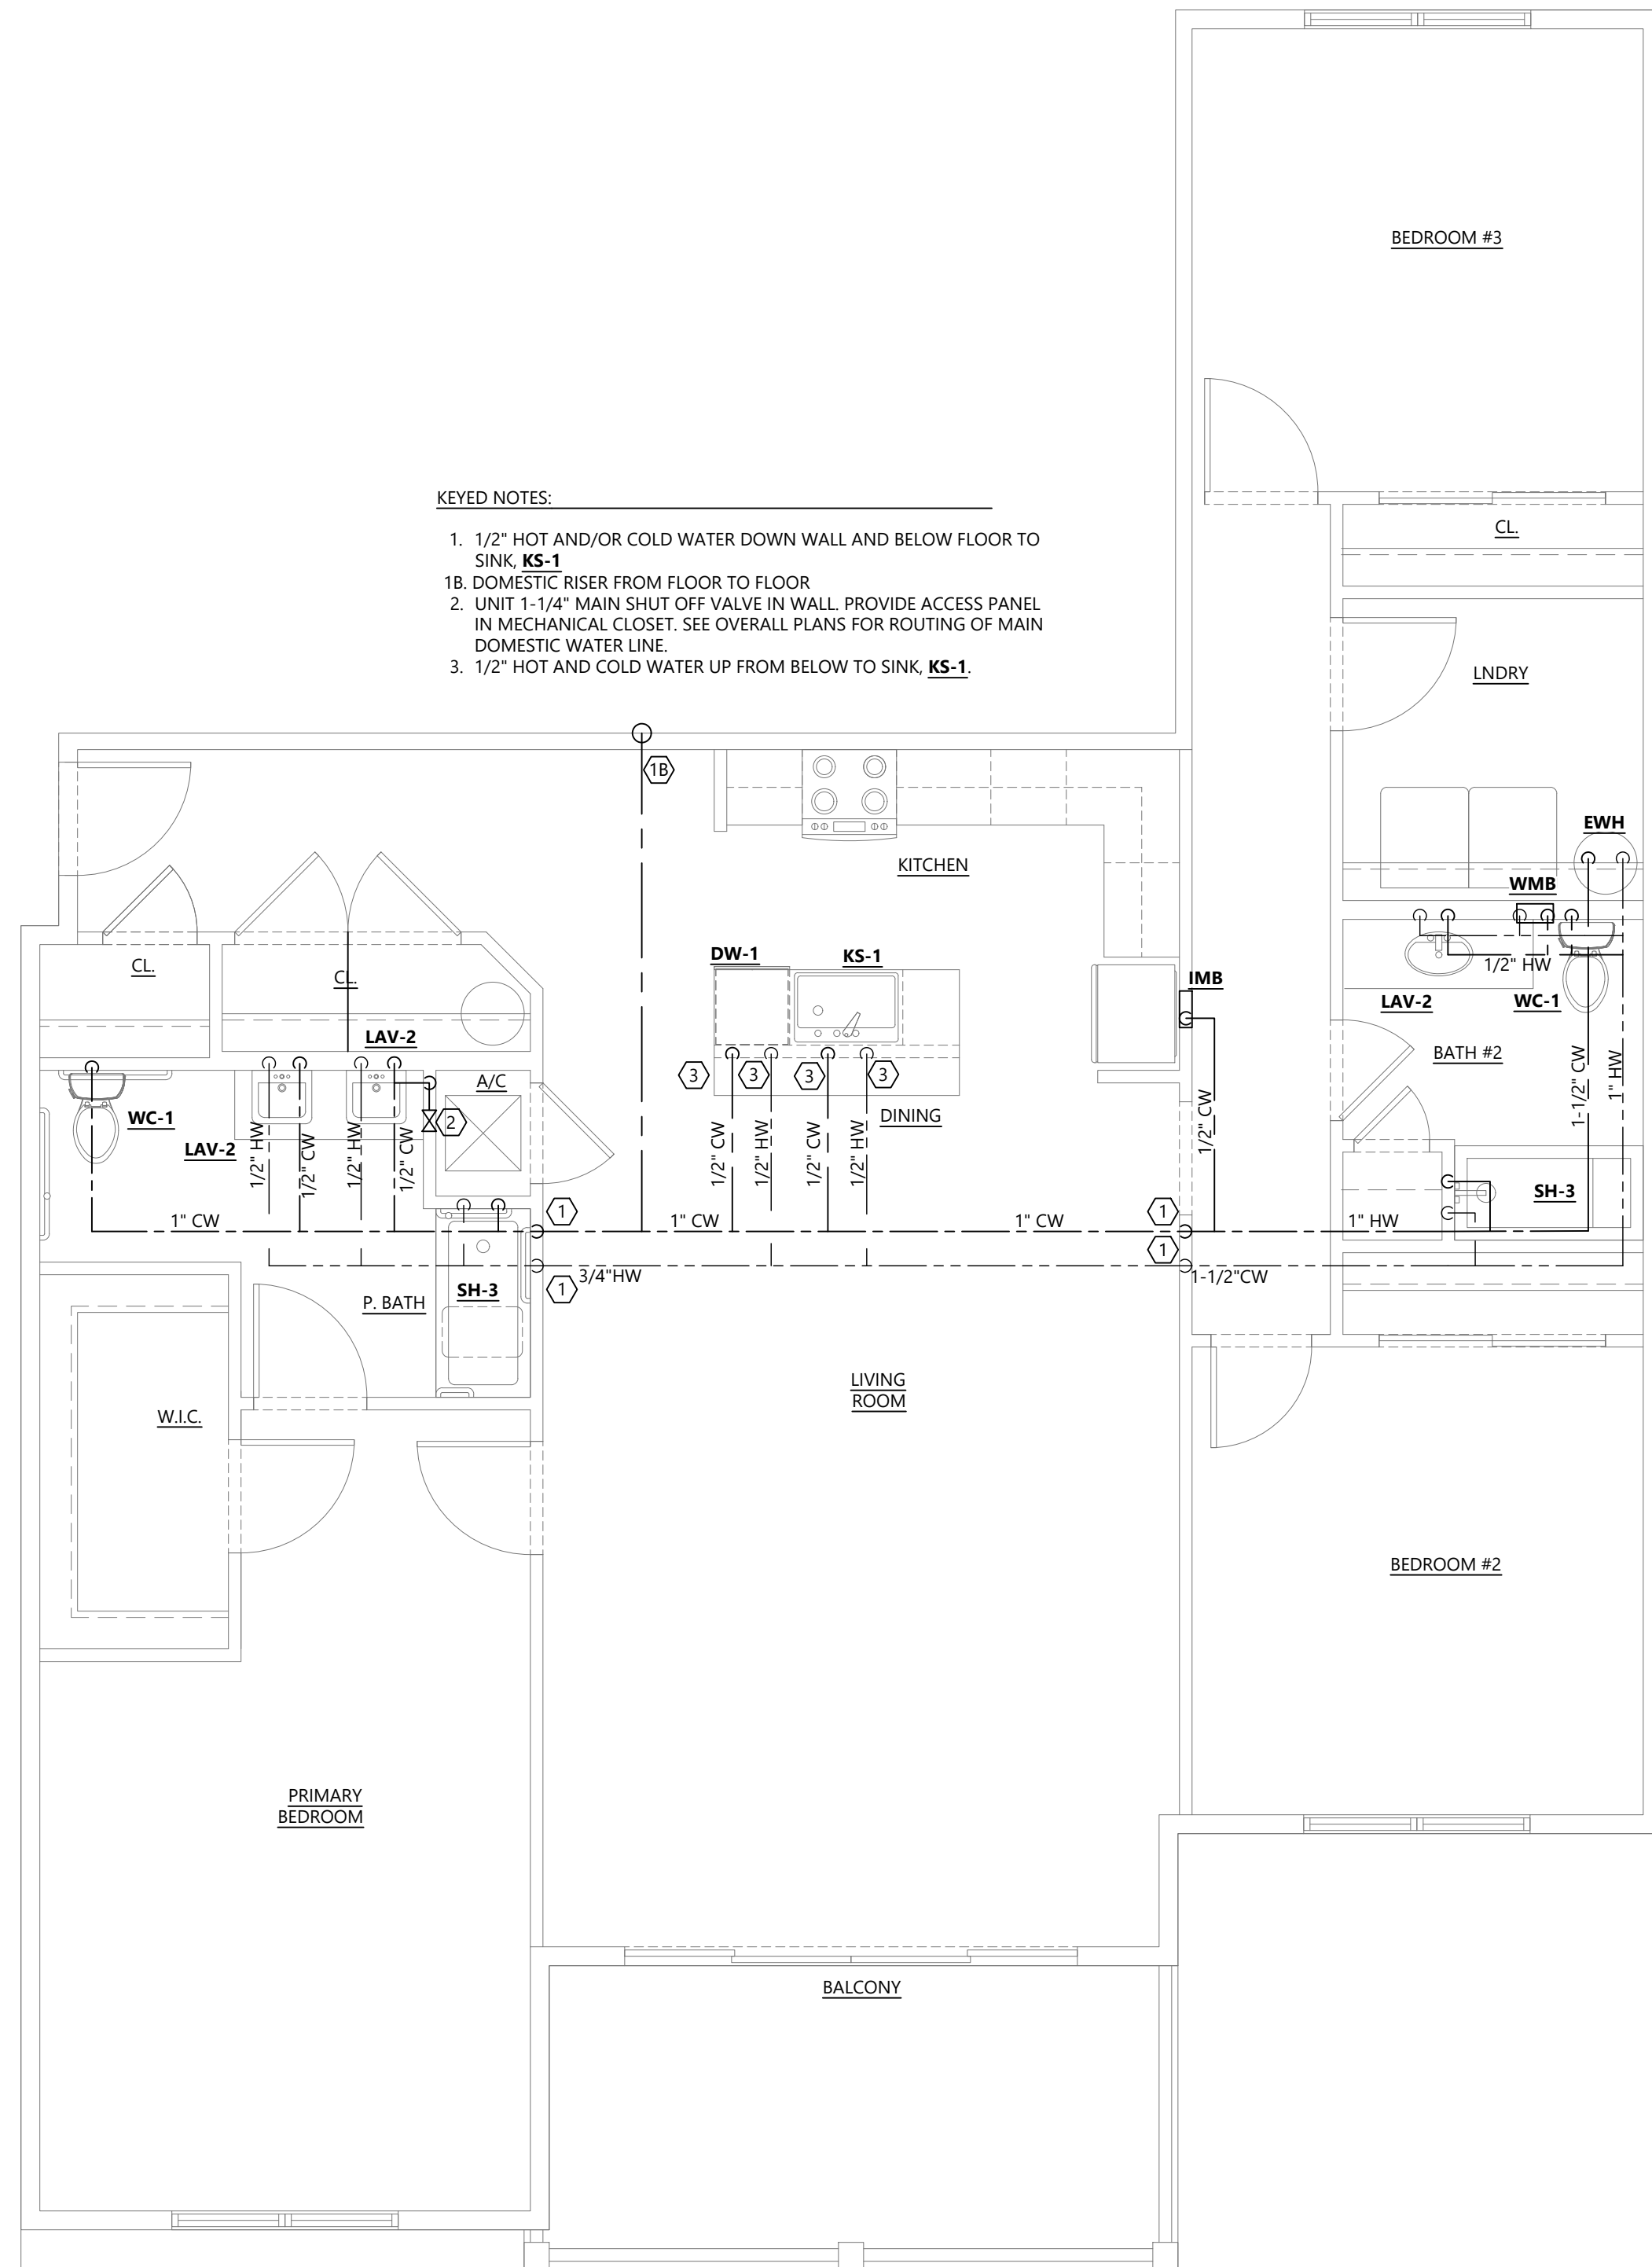 BEDROOM #3
KEYED NOTES:
1. 1/2" HOT AND/OR COLD WATER DOWN WALL AND BELOW FLOOR TO
SINK, KS-1
1B. DOMESTIC RISER FROM FLOOR TO FLOOR
2. UNIT 1-1/4" MAIN SHUT OFF VALVE IN WALL. PROVIDE ACCESS PANEL
IN MECHANICAL CLOSET. SEE OVERALL PLANS FOR ROUTING OF MAIN
DOMESTIC WATER LINE.
3. 1/2" HOT AND COLD WATER UP FROM BELOW TO SINK, KS-1.
CL.
LNDRY
1B
KITCHEN
EWH
WMB
DW-1
KS-1
CL.
CL.
IMB
1/2" HW
LAV-2
WC-1
LAV-2
BATH #2
3
3
3
3
A/C
DINING
WC-1
2
LAV-2
1/2" HW
1/2" CW
1/2" HW
1/2" CW
1/2" CW
1/2" HW
1/2" CW
1/2" HW
1/2" CW
1-1/2" CW
1" HW
SH-3
1
1
1" CW
1" CW
1" CW
1" HW
1
3/4"HW
1-1/2"CW
1
SH-3
P. BATH
LIVING
ROOM
W.I.C.
BEDROOM #2
PRIMARY
BEDROOM
BALCONY